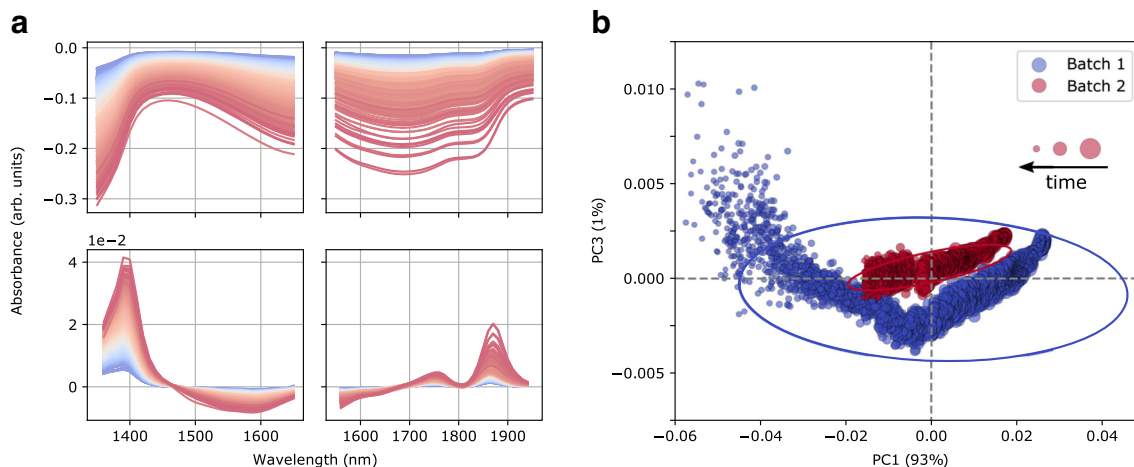 a
b
Absorbance (arb. units)
0.0
−0.1
−0.2
−0.3
1e−2
4
2
0
1400 1500 1600
1600 1700 1800 1900
Wavelength (nm)
PC3 (1%)
0.010
0.005
0.000
−0.005
−0.06 −0.04 −0.02 0.00 0.02 0.04
PC1 (93%)
Batch 1
Batch 2
time